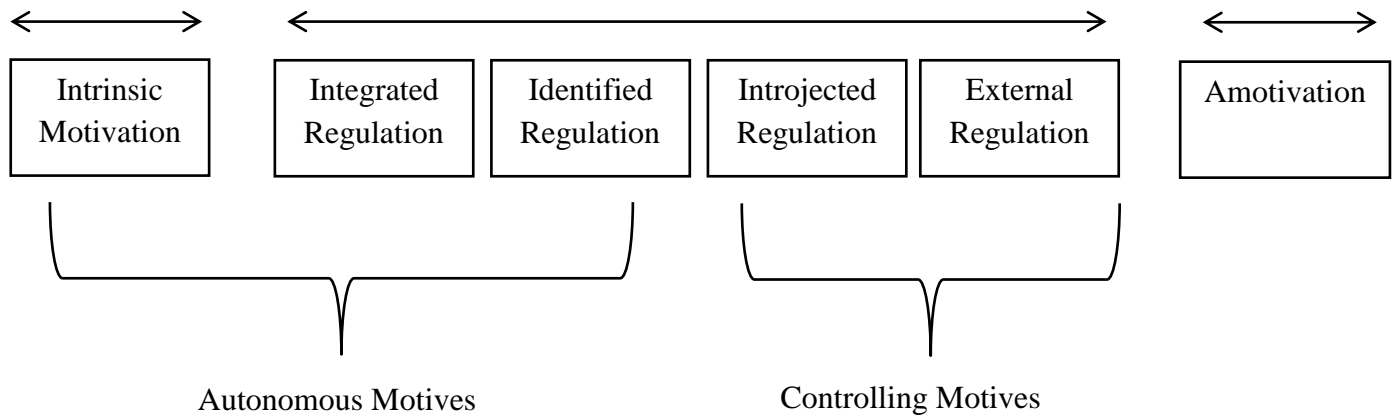 Intrinsic
Motivation
Integrated
Regulation
Identified
Regulation
Introjected
Regulation
External
Regulation
Amotivation
Autonomous Motives
Controlling Motives